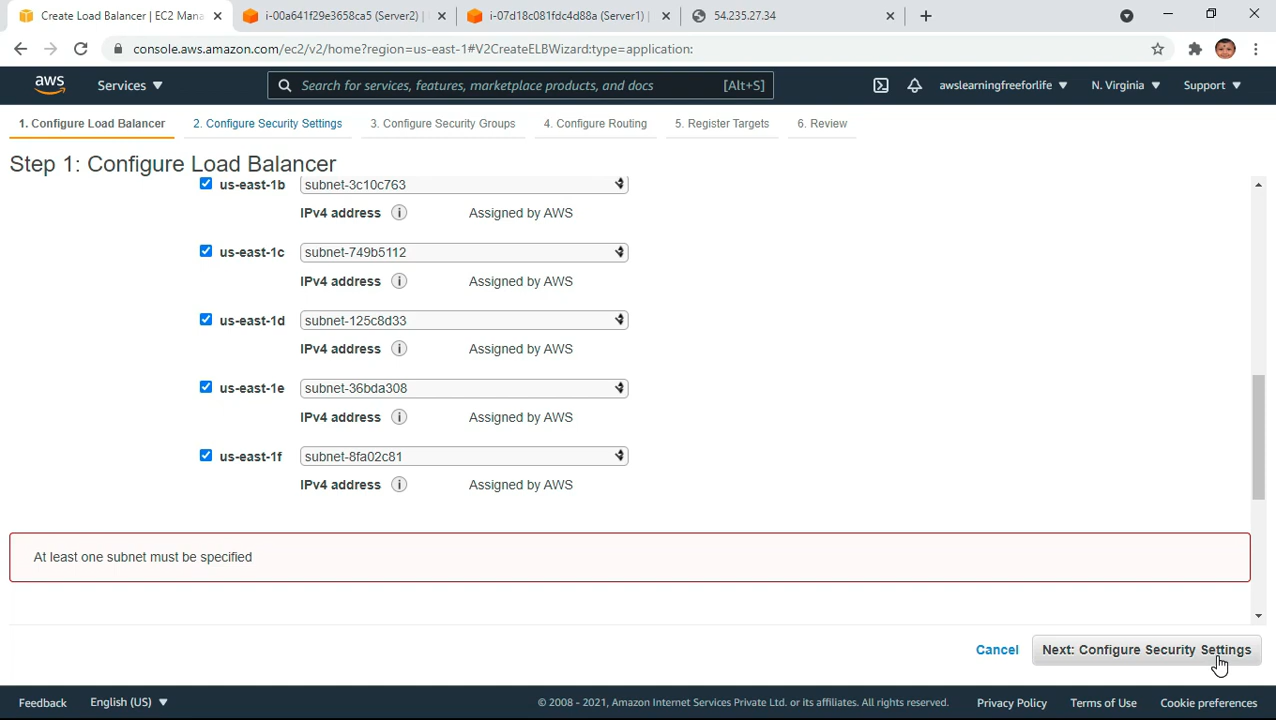 Create Load Balancer | EC2 Mana
i-00a641f29e3658ca5 (Server2) |
i-07d18c081fdc4d88a (Server1) |
54.235.27.34
console.aws.amazon.com/ec2/v2/home?region=us-east-1#V2CreateELBWizard:type=application:
aws
Services
Search for services, features, marketplace products, and docs
[Alt+S]
awslearningfreeforlife
N. Virginia
Support
1. Configure Load Balancer
2. Configure Security Settings
3. Configure Security Groups
4. Configure Routing
5. Register Targets
6. Review
Step 1: Configure Load Balancer
us-east-1b
subnet-3c10c763
IPv4 address i Assigned by AWS
us-east-1c
subnet-749b5112
IPv4 address i Assigned by AWS
us-east-1d
subnet-125c8d33
IPv4 address i Assigned by AWS
us-east-1e
subnet-36bda308
IPv4 address i Assigned by AWS
us-east-1f
subnet-8fa02c81
IPv4 address i Assigned by AWS
At least one subnet must be specified
Cancel
Next: Configure Security Settings
Feedback
English (US)
© 2008 - 2021, Amazon Internet Services Private Ltd. or its affiliates. All rights reserved.
Privacy Policy
Terms of Use
Cookie preferences